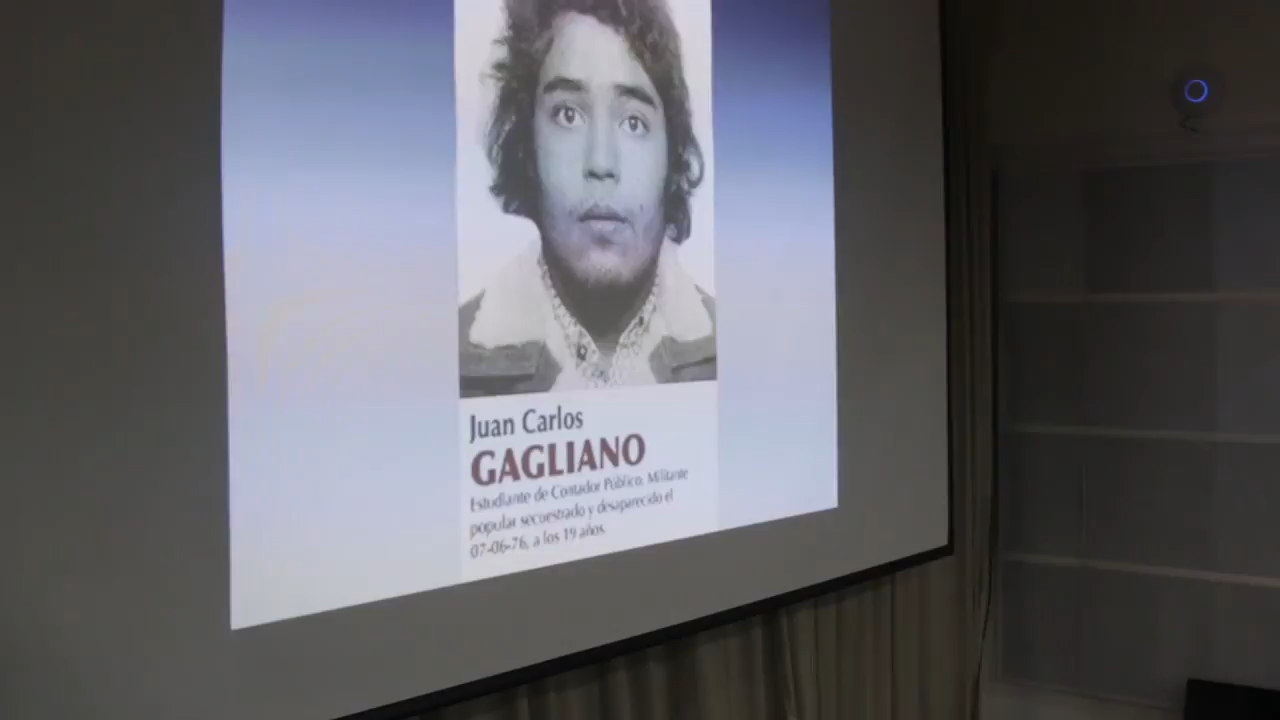 Juan Carlos
GAGLIANO
Estudiante de Contador Público. Militante
popular secuestrado y desaparecido el
07-06-76, a los 19 años.